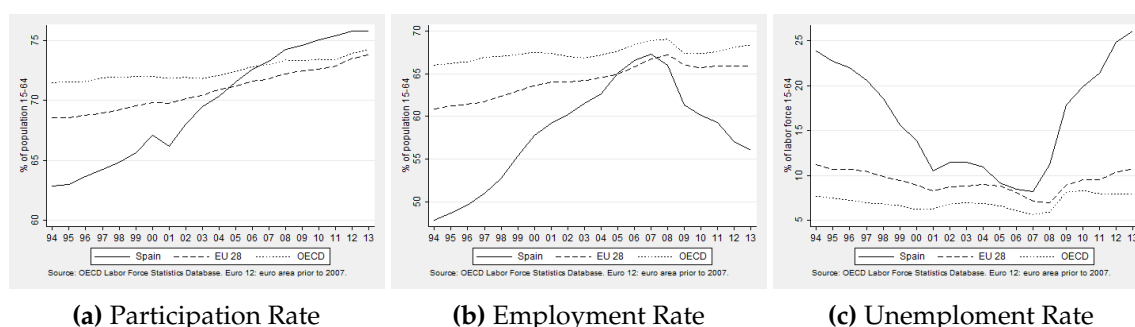 % of population 15-64
75
70
65
60
94 95 96 97 98 99 00 01 02 03 04 05 06 07 08 09 10 11 12 13
Spain EU 28 OECD
Source: OECD Labor Force Statistics Database. Euro 12: euro area prior to 2007.
(a) Participation Rate
% of population 15-64
70
65
60
55
50
94 95 96 97 98 99 00 01 02 03 04 05 06 07 08 09 10 11 12 13
Spain EU 28 OECD
Source: OECD Labor Force Statistics Database. Euro 12: euro area prior to 2007.
(b) Employment Rate
% of labor force 15-64
25
20
15
10
5
94 95 96 97 98 99 00 01 02 03 04 05 06 07 08 09 10 11 12 13
Spain EU 28 OECD
Source: OECD Labor Force Statistics Database. Euro 12: euro area prior to 2007.
(c) Unemploment Rate